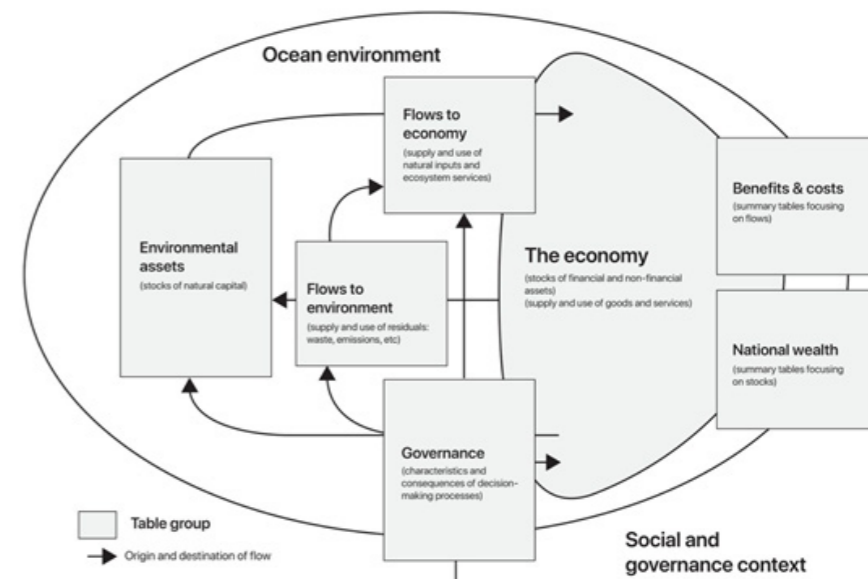 Ocean environment
Flows to
economy
(supply and use of
natural inputs and
ecosystem services)
Benefits & costs
(summary tables focusing
on flows)
Environmental
assets
(stocks of natural capital)
The economy
(stocks of financial and non-financial
assets)
(supply and use of goods and services)
Flows to
environment
(supply and use of residuals:
waste, emissions, etc)
National wealth
(summary tables focusing
on stocks)
Governance
(characteristics and
consequences of decision-
making processes)
Table group
Origin and destination of flow
Social and
governance context